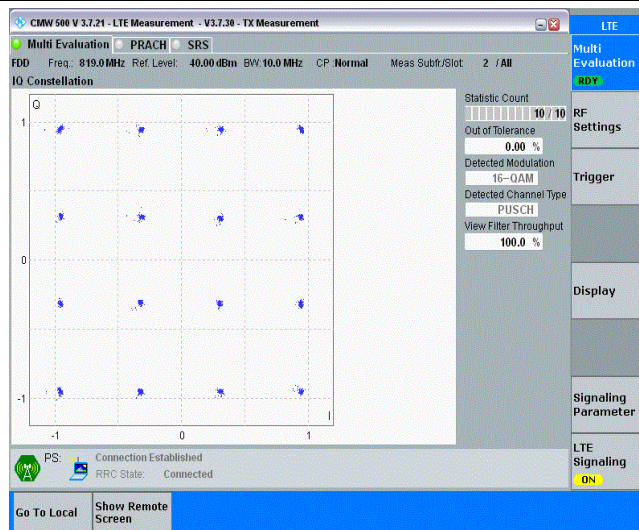 CMW 500 V 3.7.21 - LTE Measurement - V3.7.30 - TX Measurement
LTE
Multi Evaluation PRACH SRS
Multi
Evaluation
RDY
FDD Freq.: 819.0 MHz Ref. Level: 40.00 dBm BW: 10.0 MHz CP :Normal Meas Subfr./Slot: 2 / All
IQ Constellation
Q
1
0
-1
I
-1 0 1
Statistic Count
10 / 10
Out of Tolerance
0.00 %
Detected Modulation
16-QAM
Detected Channel Type
PUSCH
View Filter Throughput
100.0 %
RF
Settings
Trigger
Display
Signaling
Parameter
LTE
Signaling
ON
PS: Connection Established
RRC State: Connected
Go To Local
Show Remote
Screen